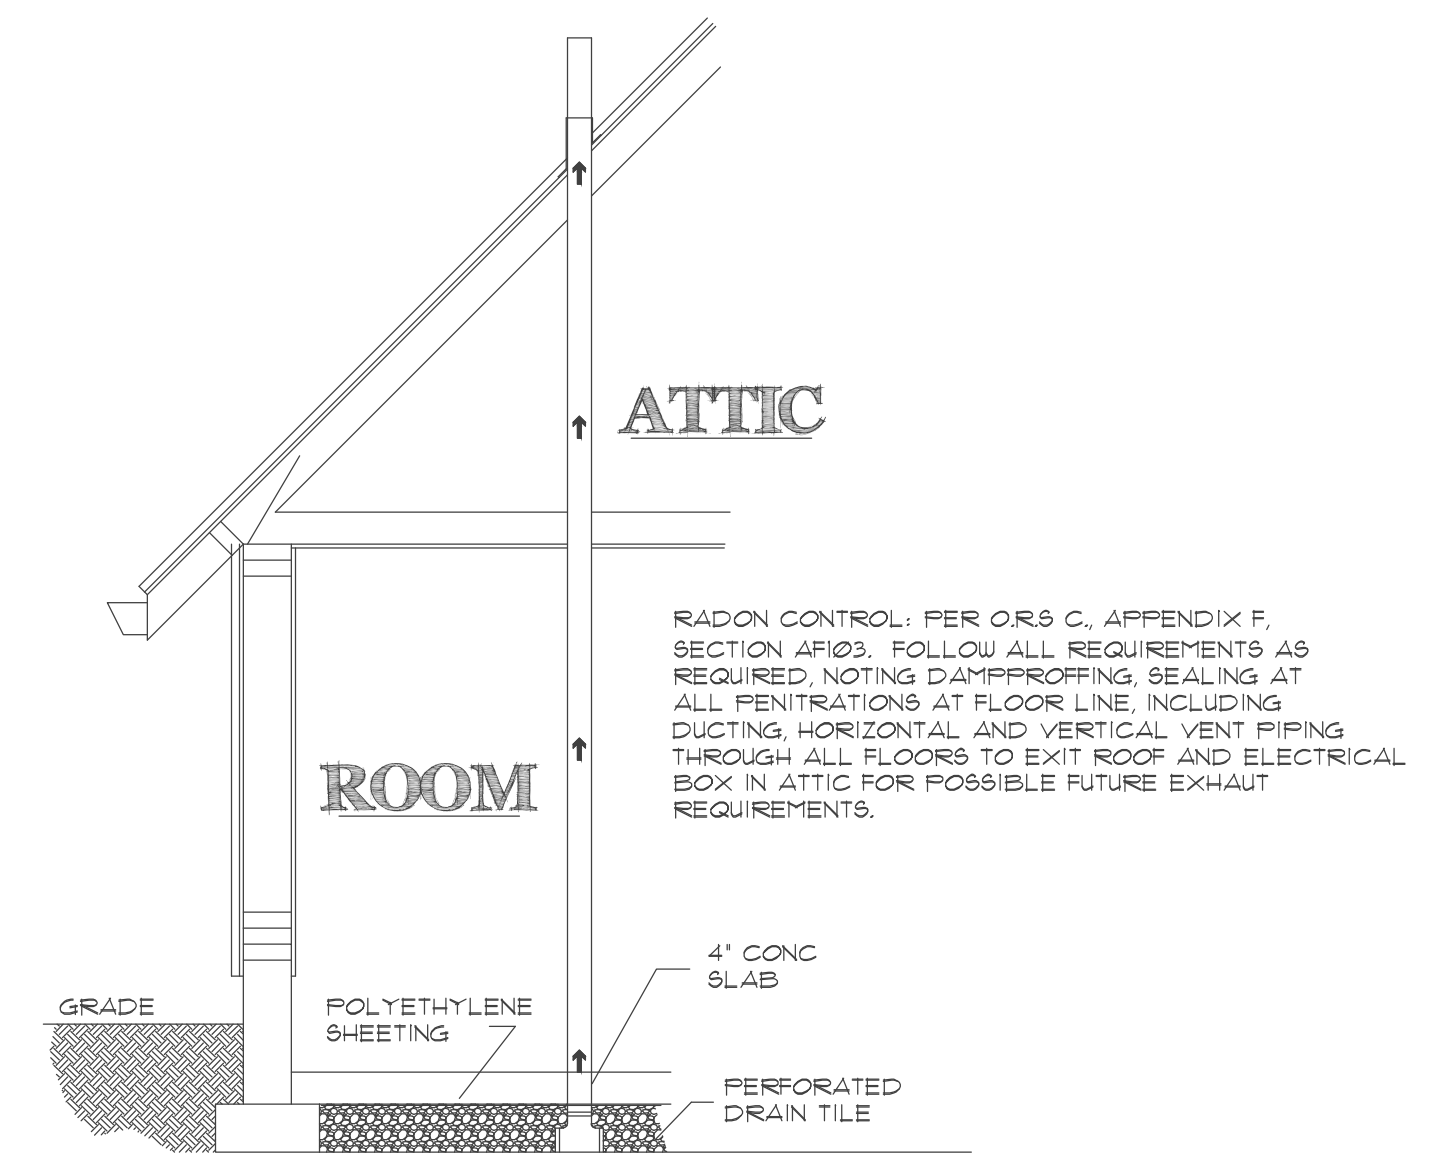 ATTIC
RADON CONTROL: PER O.R.S C., APPENDIX F,
SECTION AF103. FOLLOW ALL REQUIREMENTS AS
REQUIRED, NOTING DAMPPROFFING, SEALING AT
ALL PENITRATIONS AT FLOOR LINE, INCLUDING
DUCTING, HORIZONTAL AND VERTICAL VENT PIPING
THROUGH ALL FLOORS TO EXIT ROOF AND ELECTRICAL
BOX IN ATTIC FOR POSSIBLE FUTURE EXHAUT
REQUIREMENTS.
ROOM
4" CONC
SLAB
GRADE
POLYETHYLENE
SHEETING
PERFORATED
DRAIN TILE